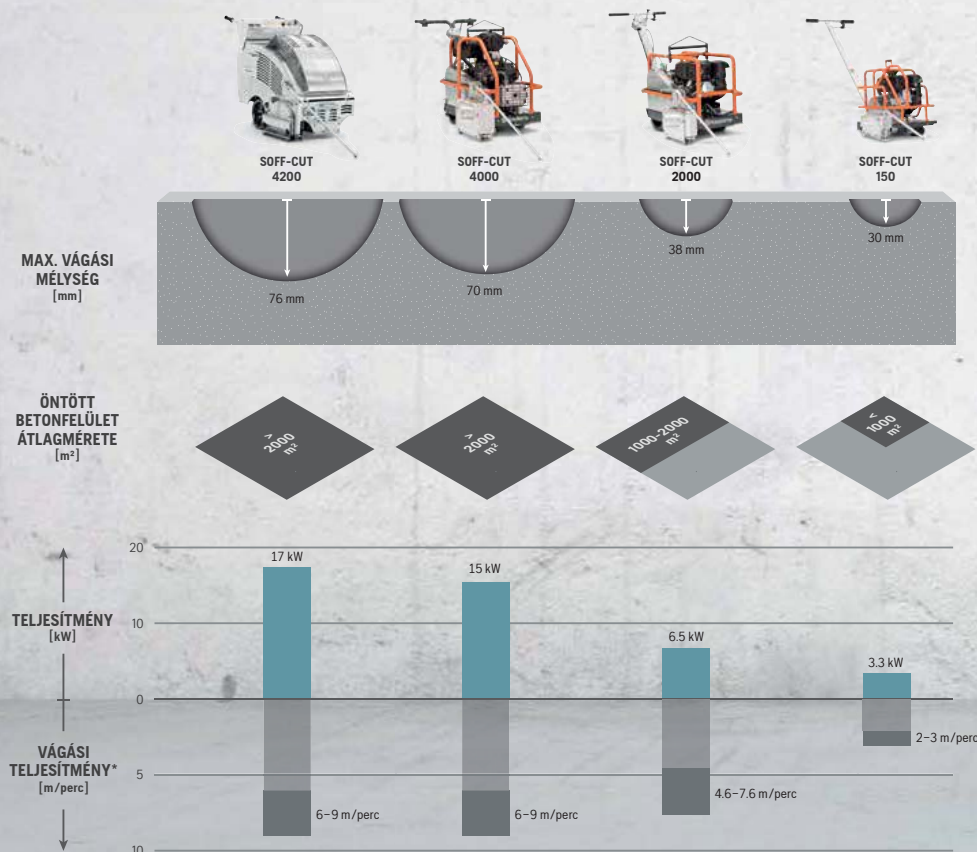 SOFF-CUT
4200
SOFF-CUT
4000
SOFF-CUT
2000
SOFF-CUT
150
MAX. VÁGÁSI
MÉLYSÉG
[mm]
76 mm
70 mm
38 mm
30 mm
ÖNTÖTT
BETONFELÜLET
ÁTLAGMÉRETE
[m²]
>
2000
m²
>
2000
m²
1000-2000
m²
<
1000
m²
TELJESÍTMÉNY
[kW]
20
10
0
17 kW
15 kW
6.5 kW
3.3 kW
VÁGÁSI
TELJESÍTMÉNY*
[m/perc]
5
10
6–9 m/perc
6–9 m/perc
4.6–7.6 m/perc
2–3 m/perc